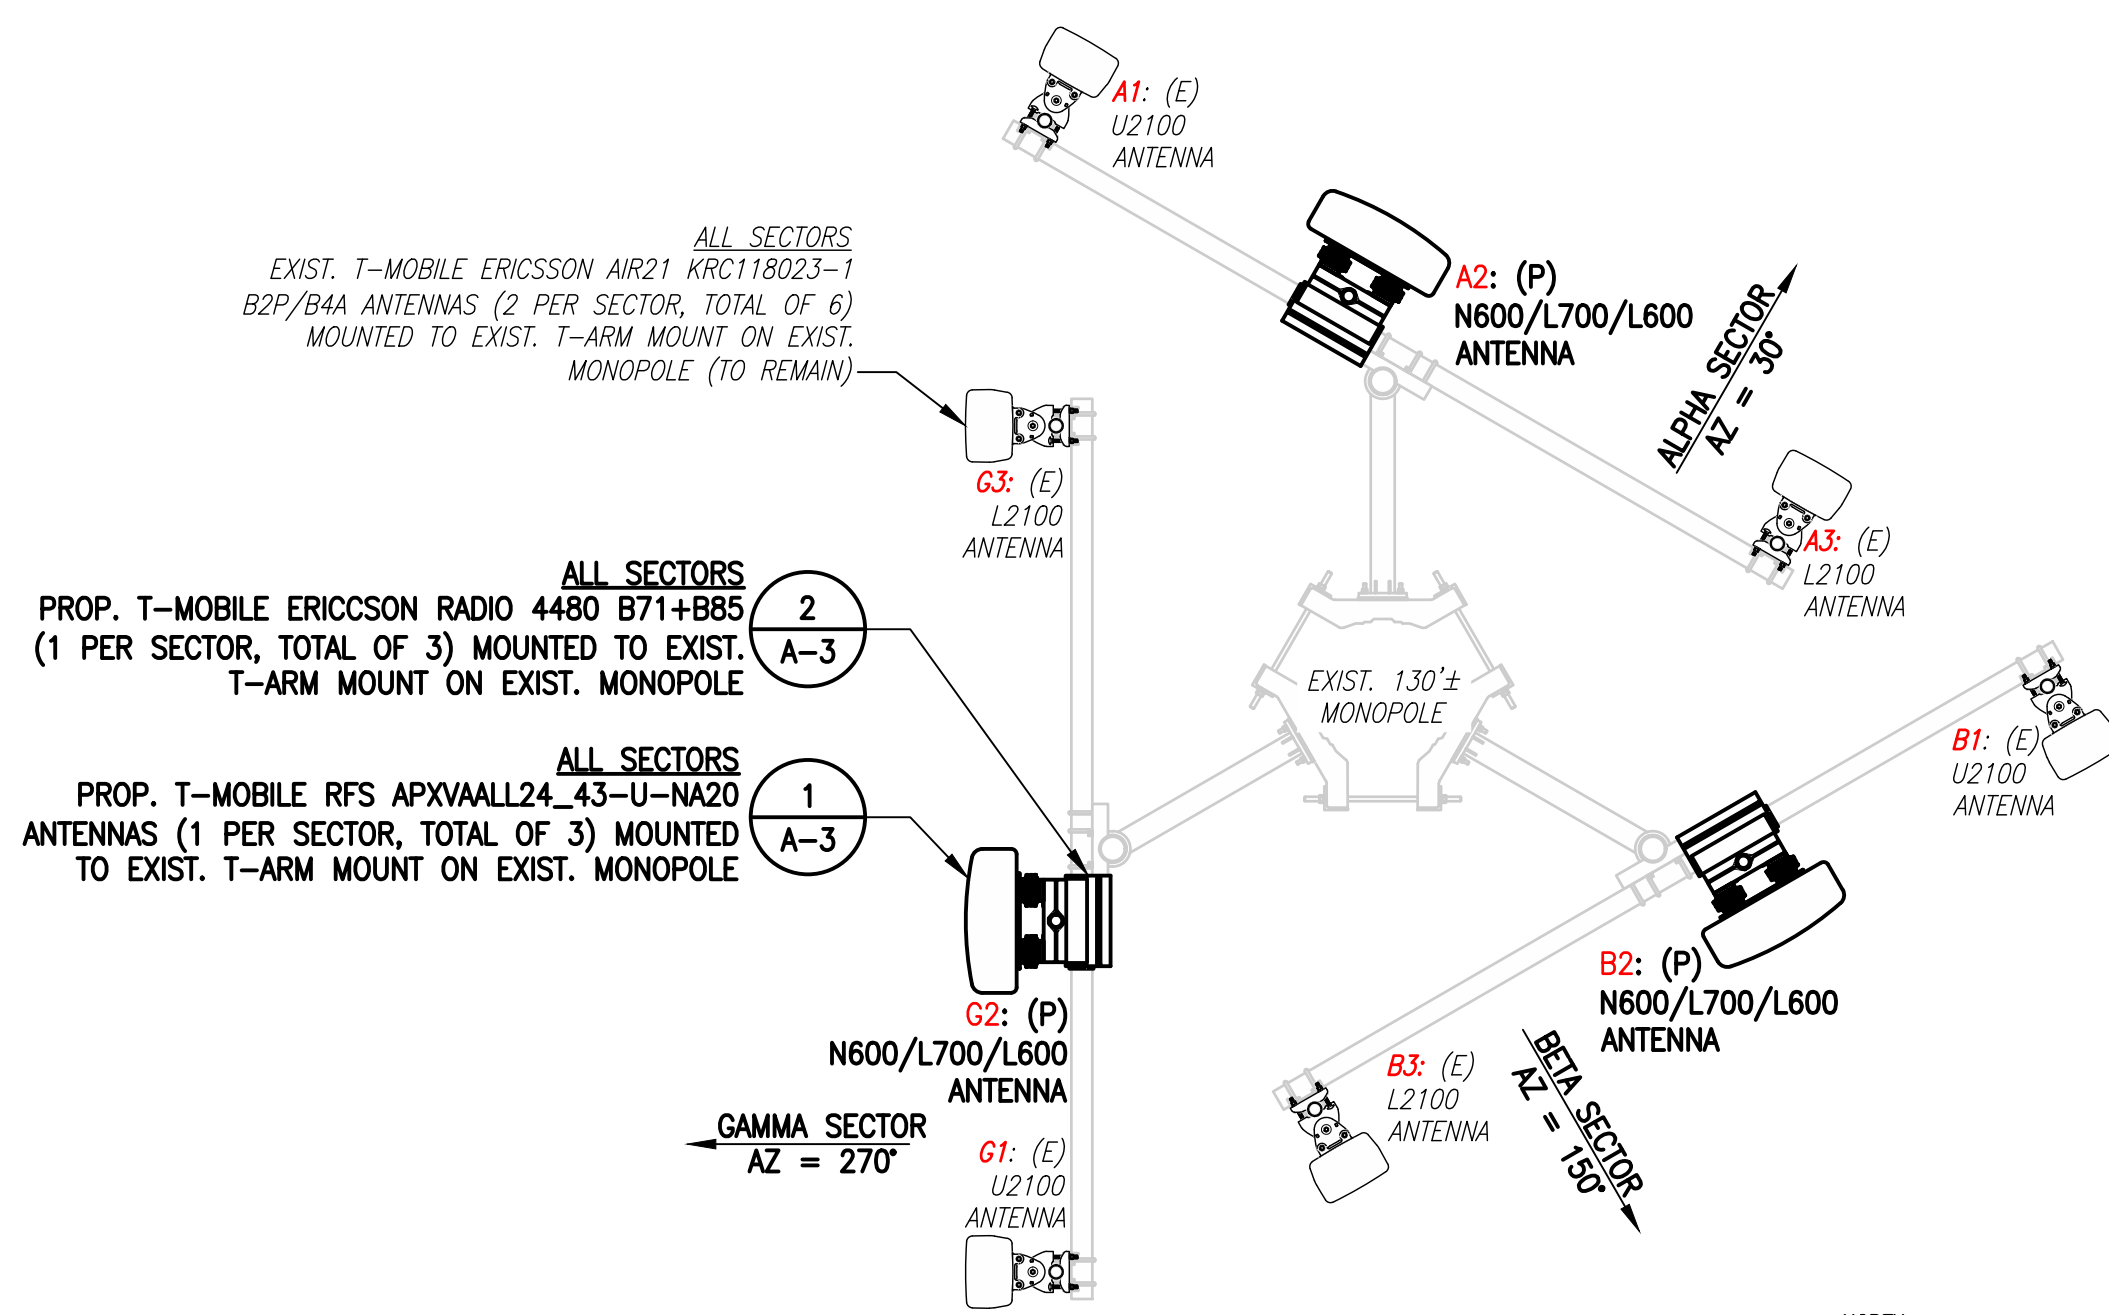 A1: (E)
U2100
ANTENNA
ALL SECTORS
EXIST. T-MOBILE ERICSSON AIR21 KRC118023-1
B2P/B4A ANTENNAS (2 PER SECTOR, TOTAL OF 6)
MOUNTED TO EXIST. T-ARM MOUNT ON EXIST.
MONOPOLE (TO REMAIN)
A2: (P)
N600/L700/L600
ANTENNA
ALPHA SECTOR
AZ = 30°
G3: (E)
L2100
ANTENNA
A3: (E)
L2100
ANTENNA
ALL SECTORS
PROP. T-MOBILE ERICCSON RADIO 4480 B71+B85
(1 PER SECTOR, TOTAL OF 3) MOUNTED TO EXIST.
T-ARM MOUNT ON EXIST. MONOPOLE
2
A-3
EXIST. 130'±
MONOPOLE
B1: (E)
U2100
ANTENNA
ALL SECTORS
PROP. T-MOBILE RFS APXVAALL24_43-U-NA20
ANTENNAS (1 PER SECTOR, TOTAL OF 3) MOUNTED
TO EXIST. T-ARM MOUNT ON EXIST. MONOPOLE
1
A-3
B2: (P)
N600/L700/L600
ANTENNA
G2: (P)
N600/L700/L600
ANTENNA
B3: (E)
L2100
ANTENNA
BETA SECTOR
AZ = 150°
GAMMA SECTOR
AZ = 270°
G1: (E)
U2100
ANTENNA